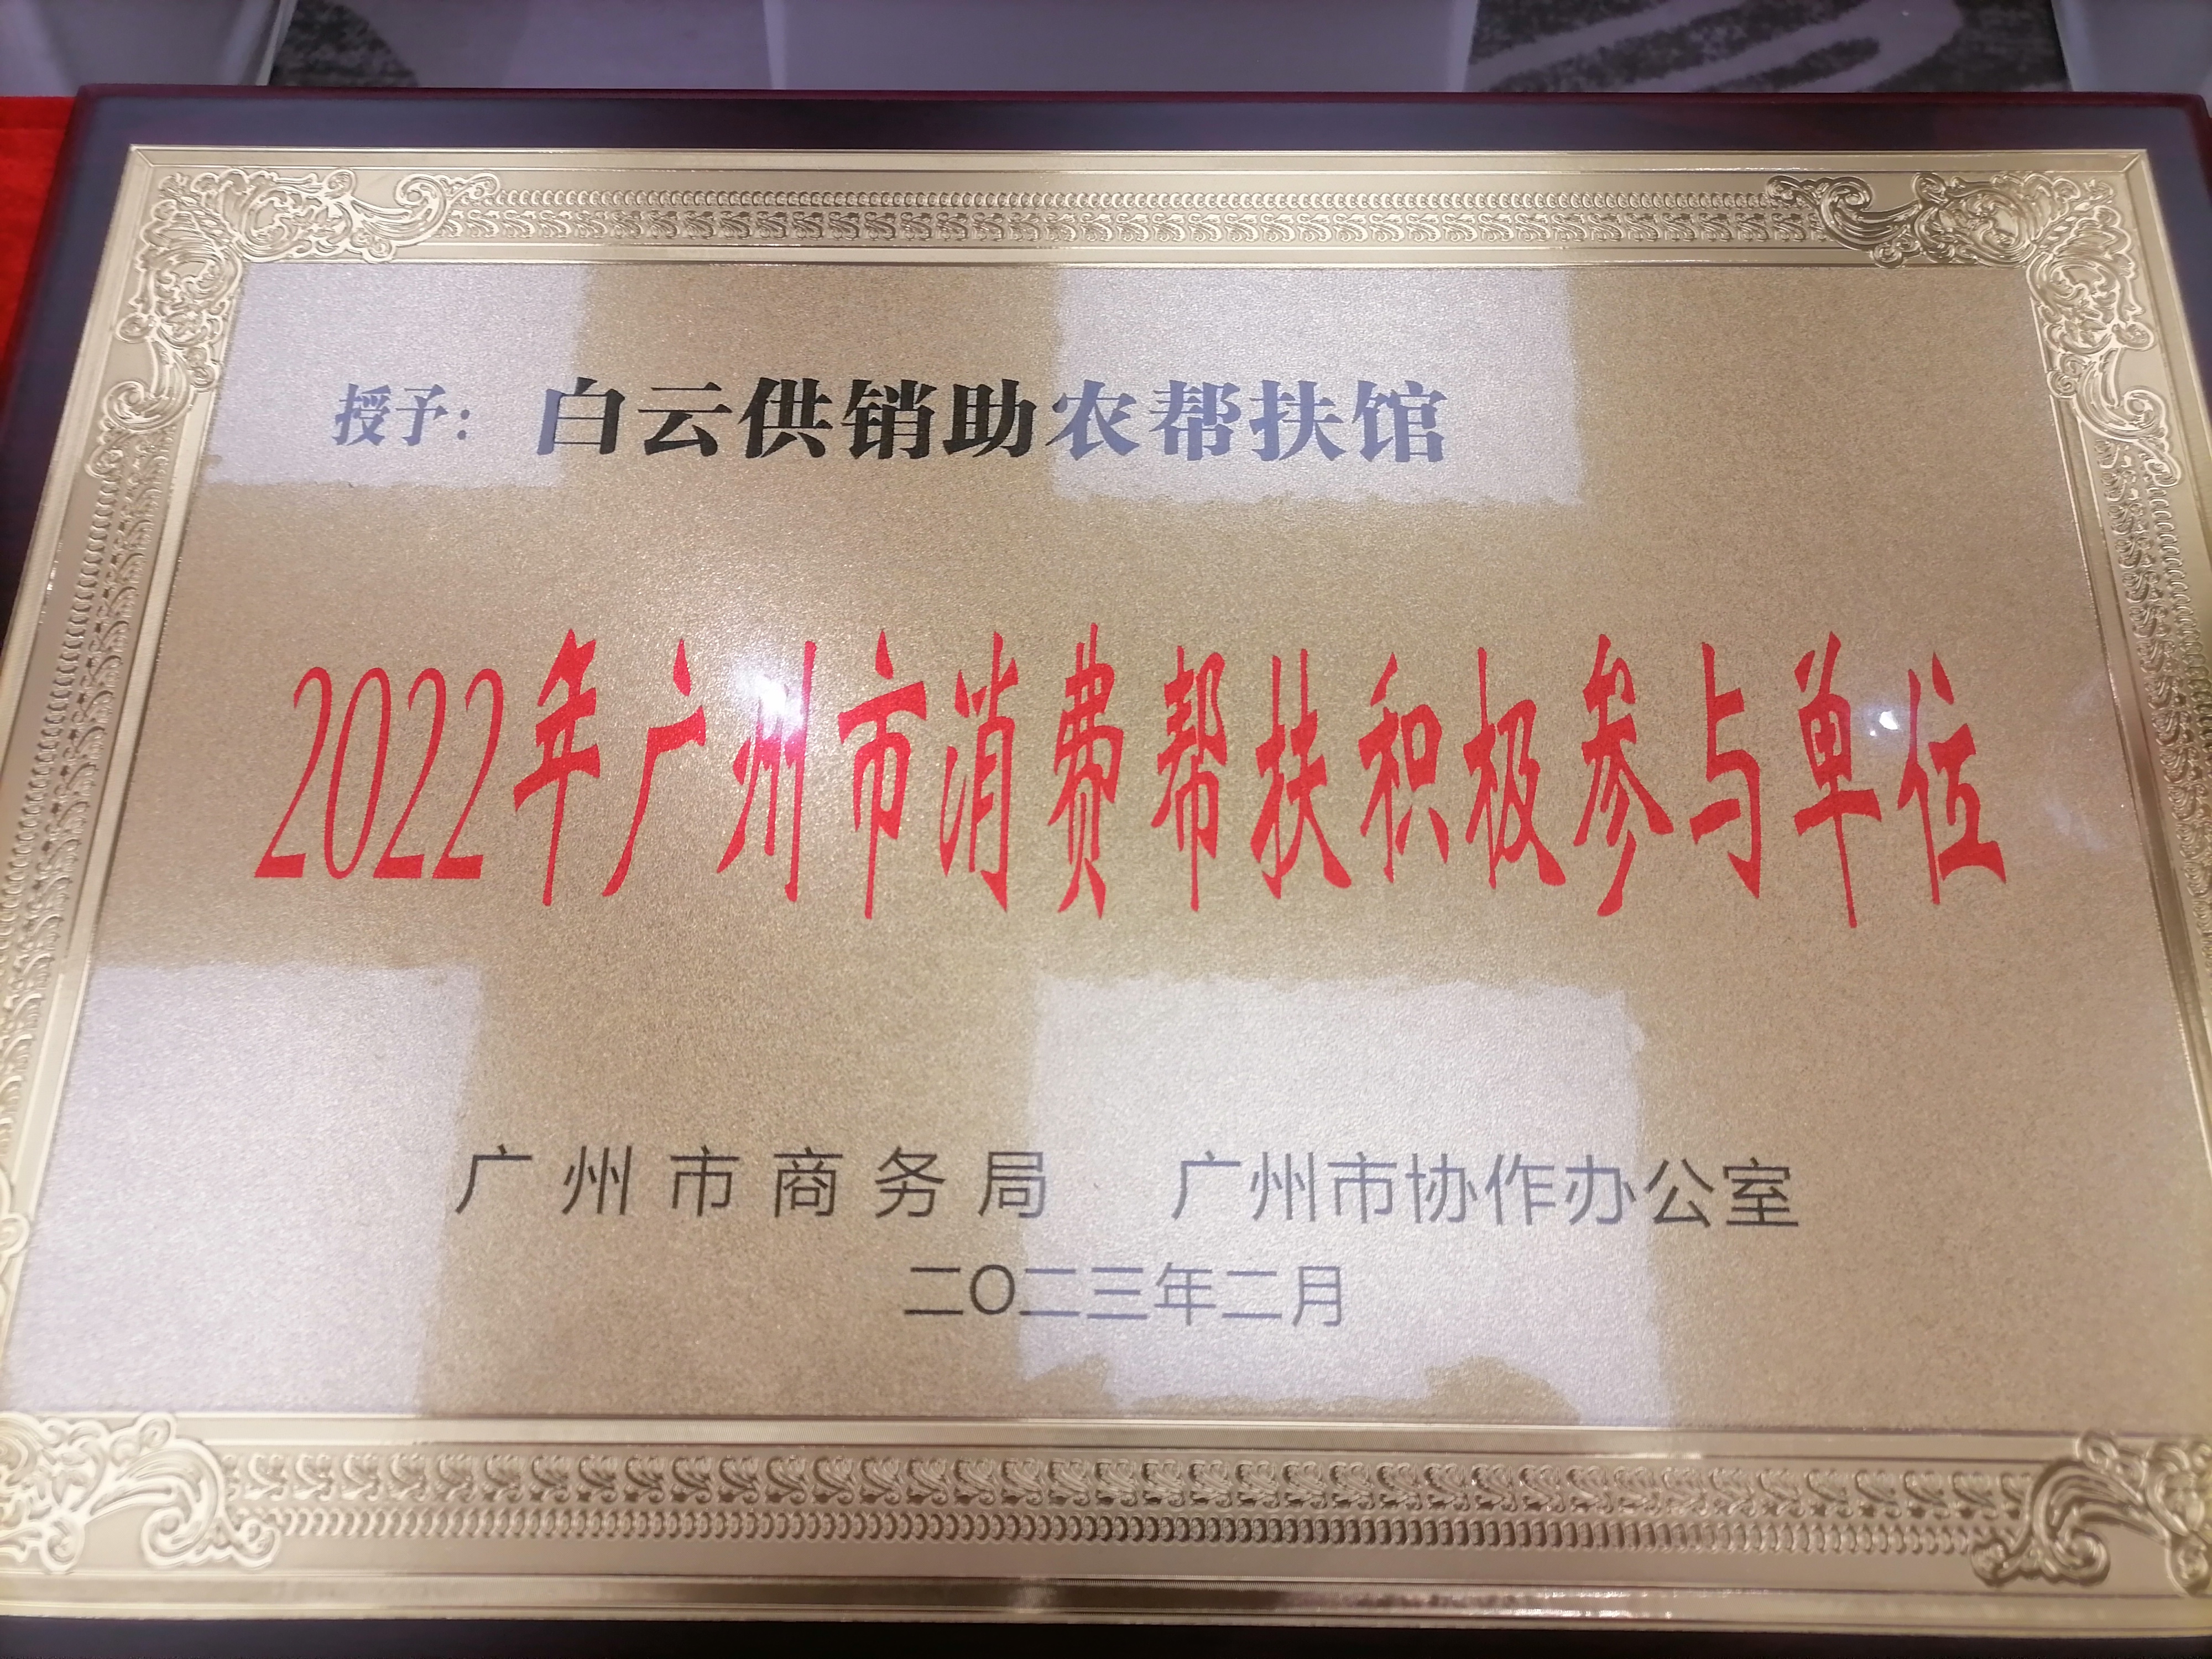 授予：白云供销助农帮扶馆
2022年广州市消费帮扶积极参与单位
广州市商务局 广州市协作办公室
二〇二三年二月